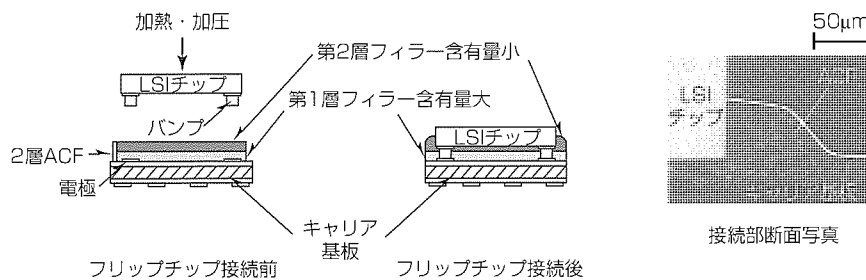 加熱・加圧
LSIチップ
バンプ
2層ACF
電極
第2層フィラー含有量小
第1層フィラー含有量大
LSIチップ
キャリア
基板
フリップチップ接続前
フリップチップ接続後
50μm
LSI
チップ
ACF
接続部断面写真